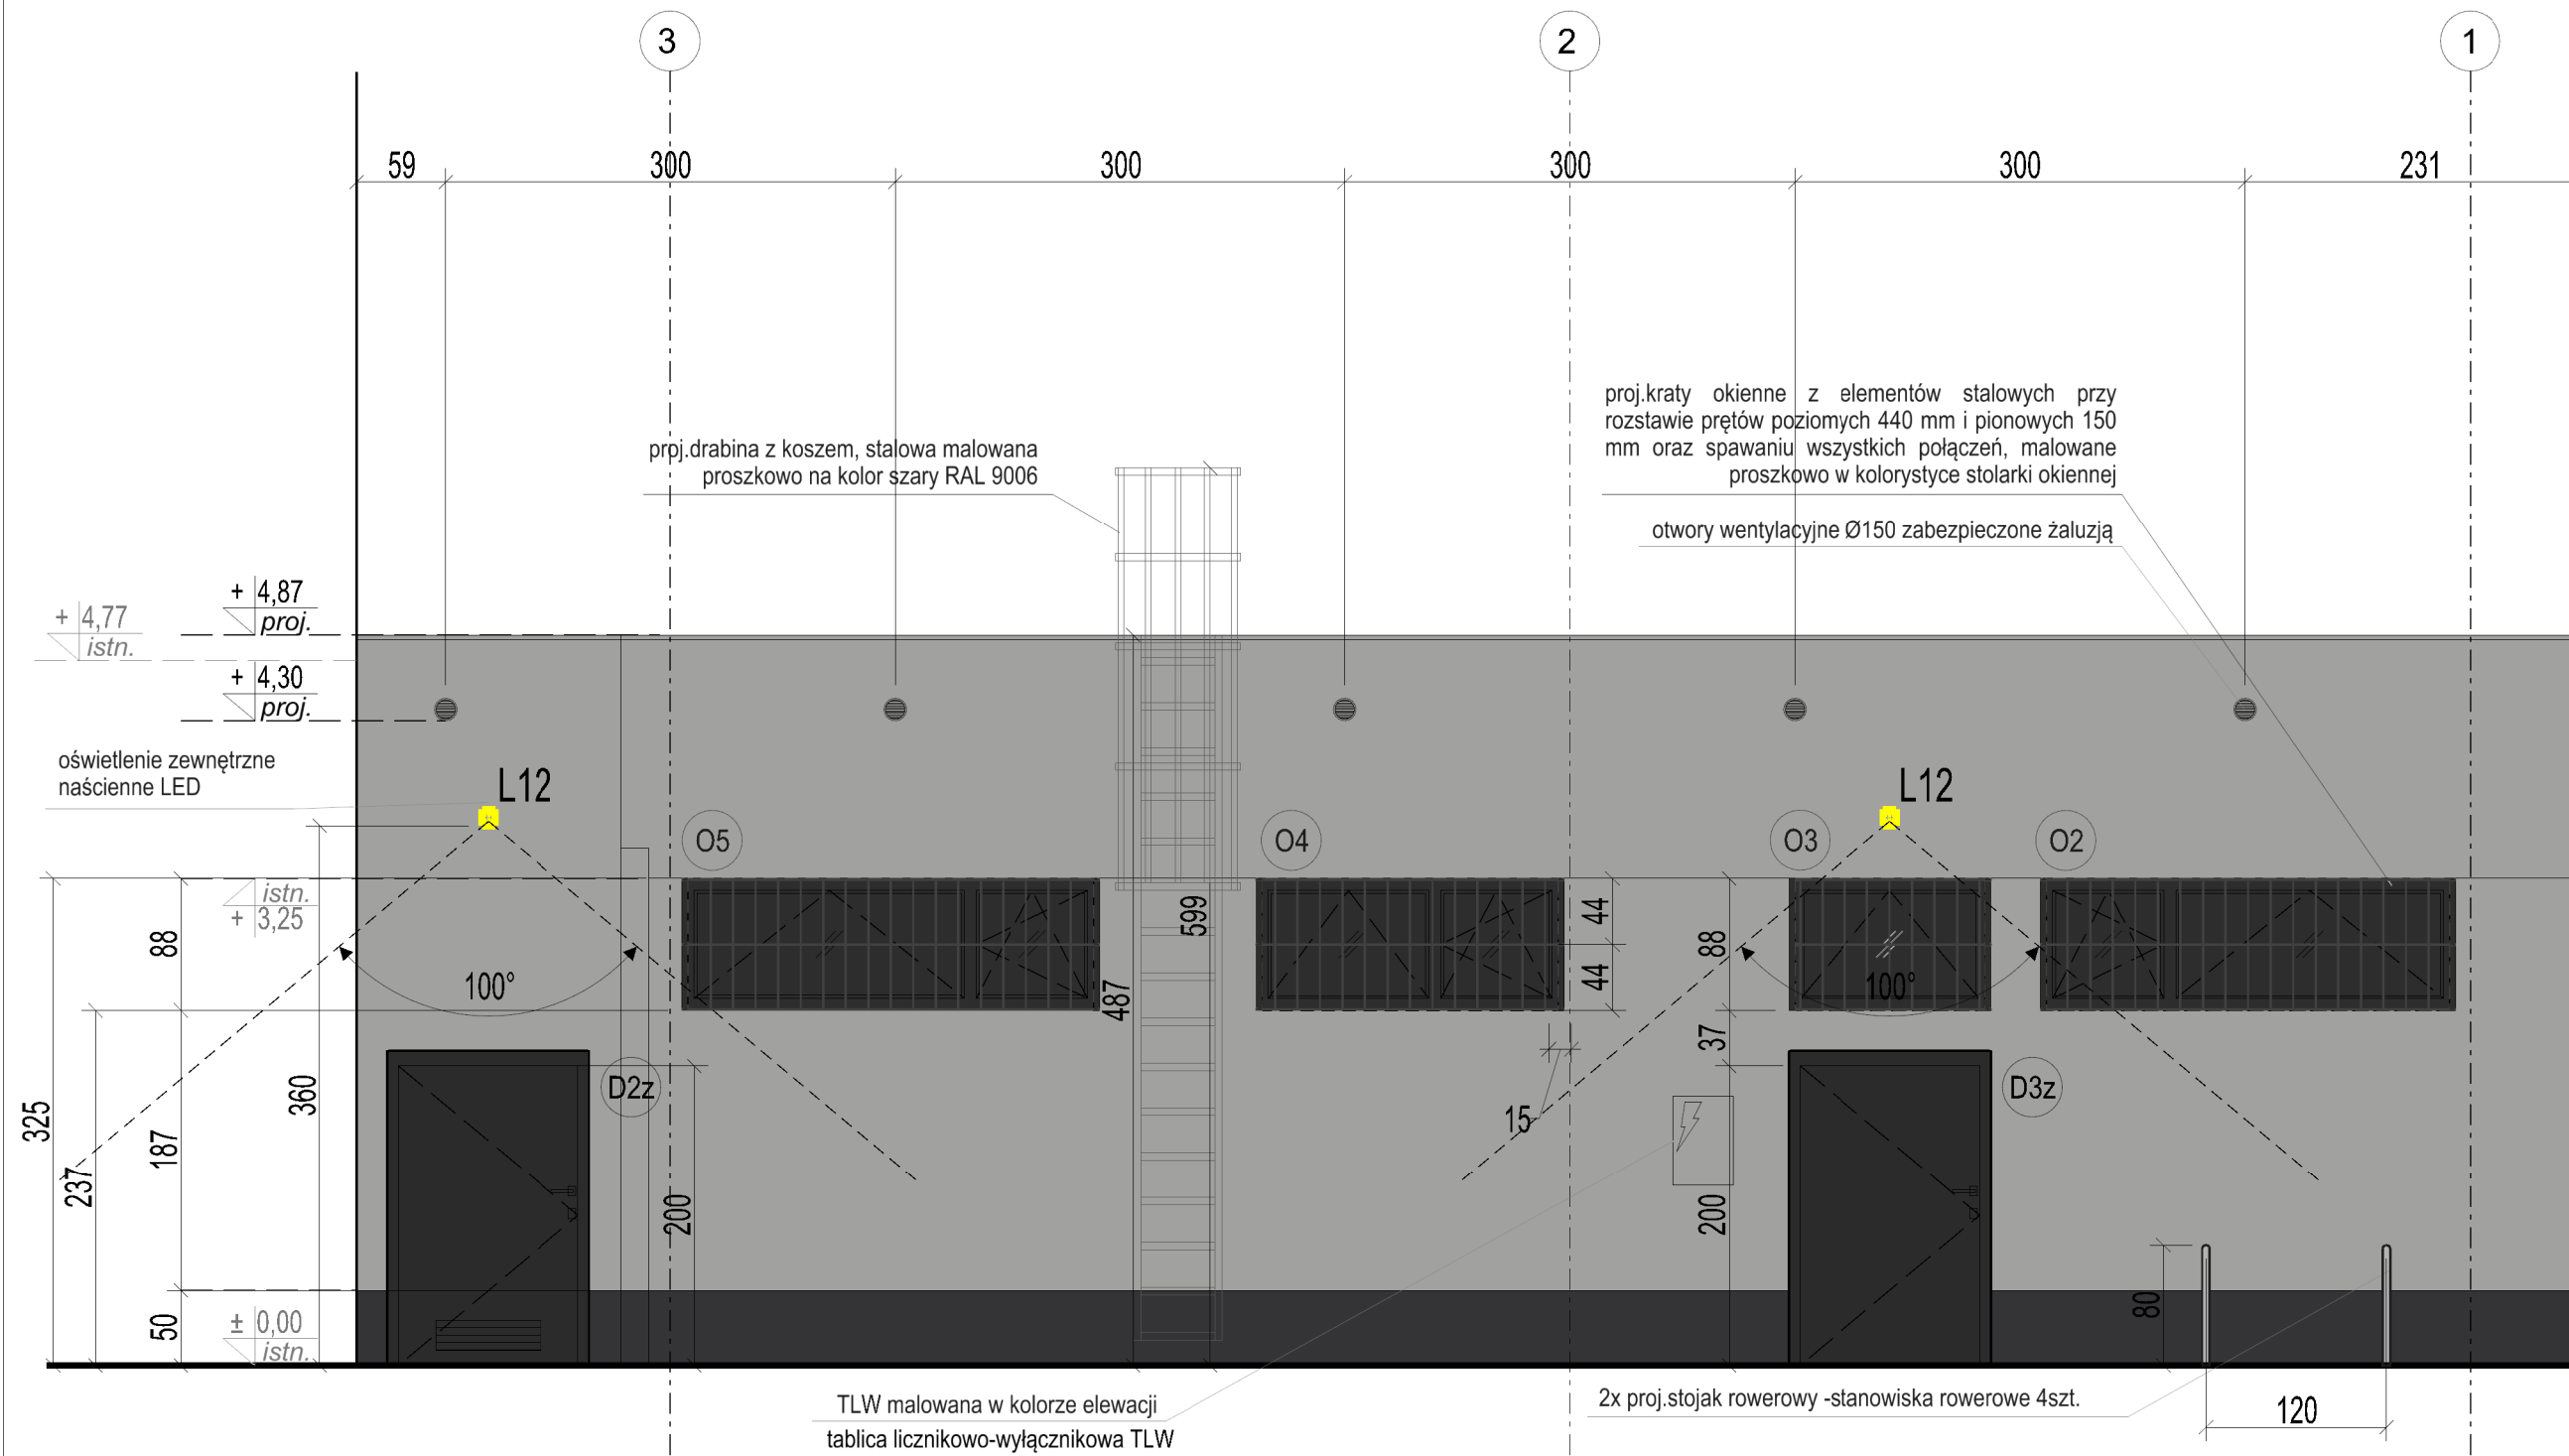 3
2
1
59
300
300
300
300
231
proj.kraty okienne z elementów stalowych przy
rozstawie prętów poziomych 440 mm i pionowych 150
mm oraz spawaniu wszystkich połączeń, malowane
proszkowo w kolorystyce stolarki okiennej
proj.drabina z koszem, stalowa malowana
proszkowo na kolor szary RAL 9006
otwory wentylacyjne Ø150 zabezpieczone żaluzją
+ 4,87
proj.
+ 4,77
istn.
+ 4,30
proj.
oświetlenie zewnętrzne
naścienne LED
L12
L12
O5
O4
O3
O2
istn.
+ 3,25
88
599
44
44
88
100°
100°
487
37
360
D2z
D3z
325
187
237
15
200
200
50
± 0,00
istn.
80
TLW malowana w kolorze elewacji
tablica licznikowo-wyłącznikowa TLW
2x proj.stojak rowerowy -stanowiska rowerowe 4szt.
120